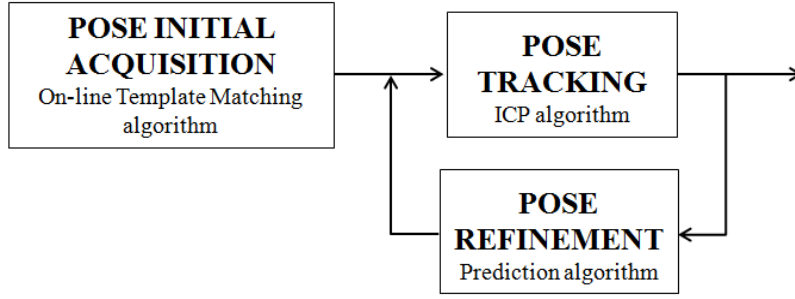 POSE INITIAL
ACQUISITION
On-line Template Matching
algorithm
POSE
TRACKING
ICP algorithm
POSE
REFINEMENT
Prediction algorithm